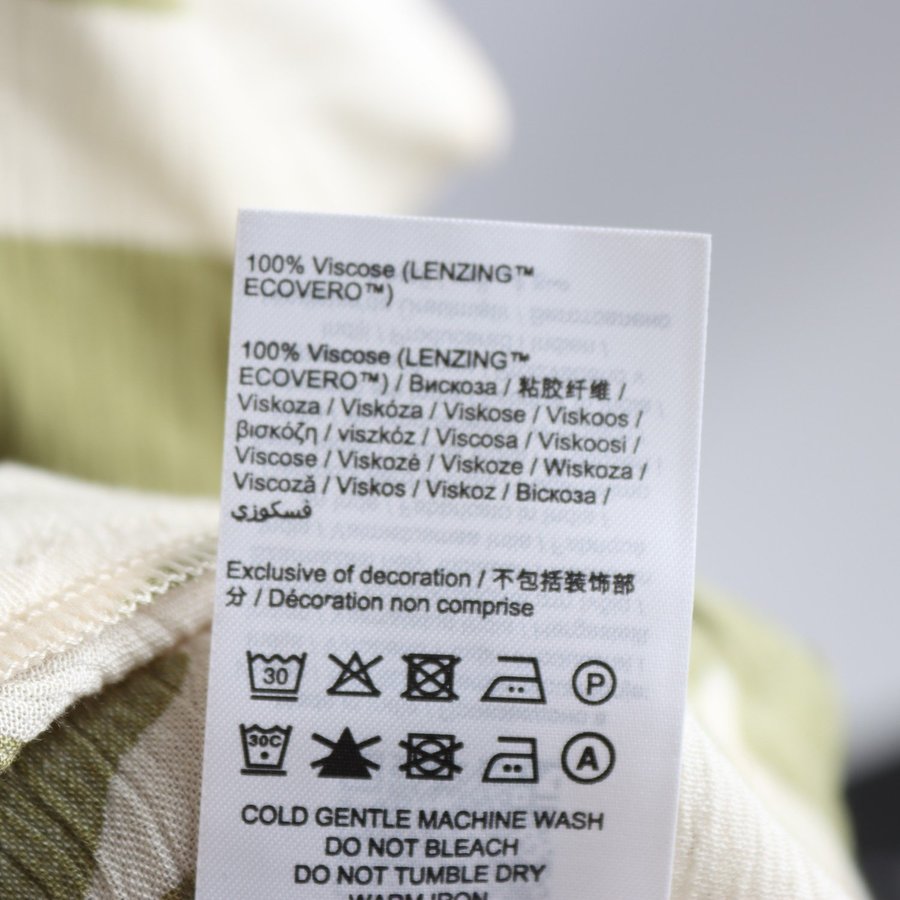 100% Viscose (LENZING™
ECOVERO™)
100% Viscose (LENZING™
ECOVERO™) / Вискоза / 粘胶纤维 /
Viskoza / Viskóza / Viskose / Viskoos /
βισκόζη / viszkóz / Viscosa / Viskoosi /
Viscose / Viskozė / Viskoze / Wiskoza /
Viscoză / Viskos / Viskoz / Віскоза /
فسكوزي
Exclusive of decoration / 不包括装饰部
分 / Décoration non comprise
30
P
30C
A
COLD GENTLE MACHINE WASH
DO NOT BLEACH
DO NOT TUMBLE DRY
WARM IRON